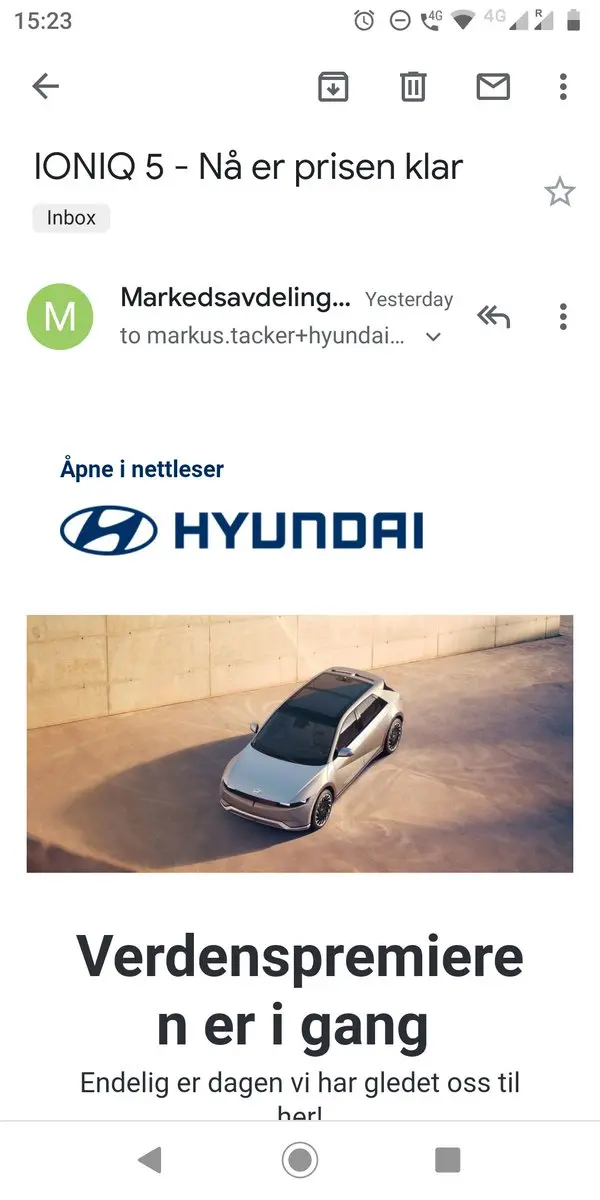 15:23
4G
4G
R
IONIQ 5 - Nå er prisen klar
Inbox
M
Markedsavdeling... Yesterday
to markus.tacker+hyundai...
Åpne i nettleser
HYUNDAI
Verdenspremiere
n er i gang
Endelig er dagen vi har gledet oss til
her!